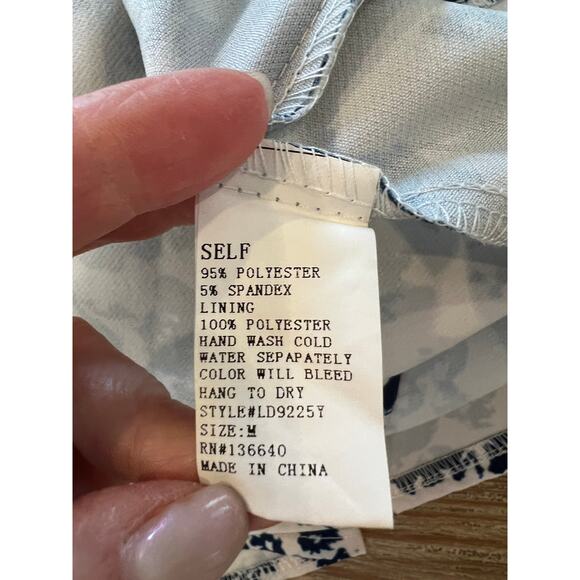 SELF
95% POLYESTER
5% SPANDEX
LINING
100% POLYESTER
HAND WASH COLD
WATER SEPAPATELY
COLOR WILL BLEED
HANG TO DRY
STYLE#LD9225Y
SIZE:M
RN#136640
MADE IN CHINA